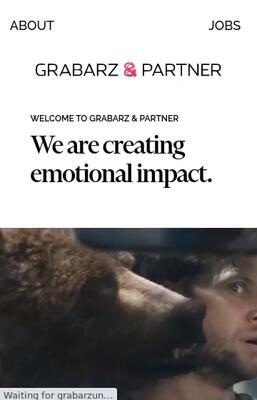 ABOUT JOBS
GRABARZ & PARTNER
WELCOME TO GRABARZ & PARTNER
We are creating
emotional impact.
Waiting for grabarzun...